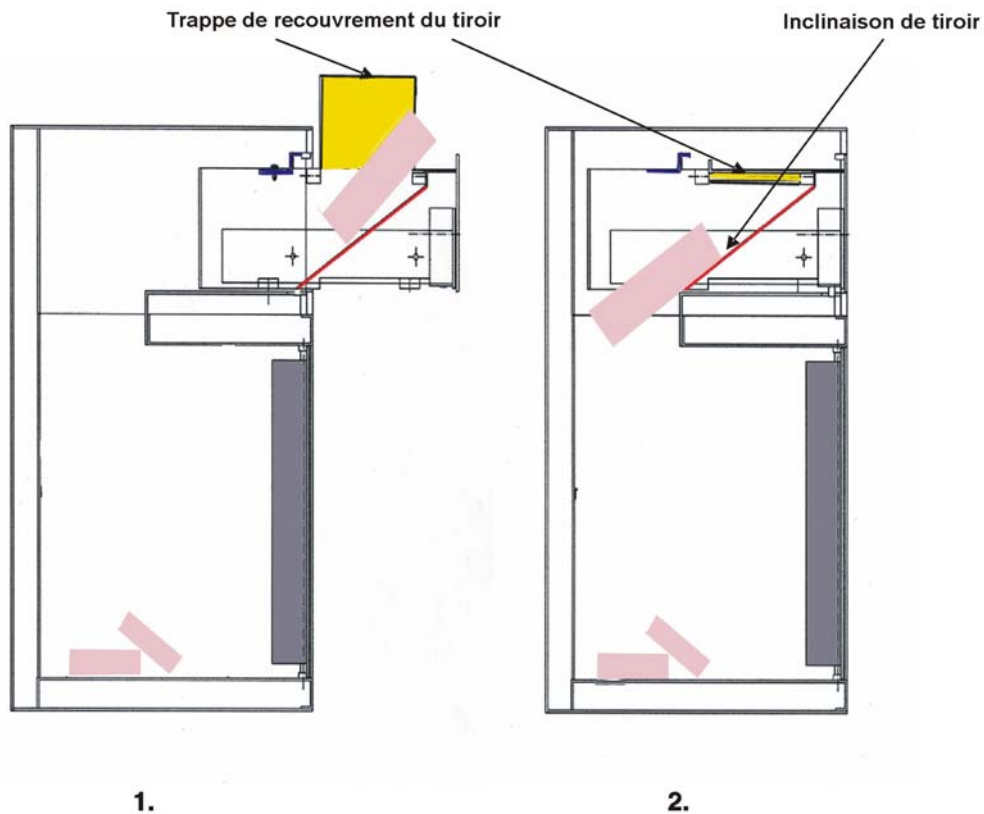 Trappe de recouvrement du tiroir
Inclinaison de tiroir
1.
2.